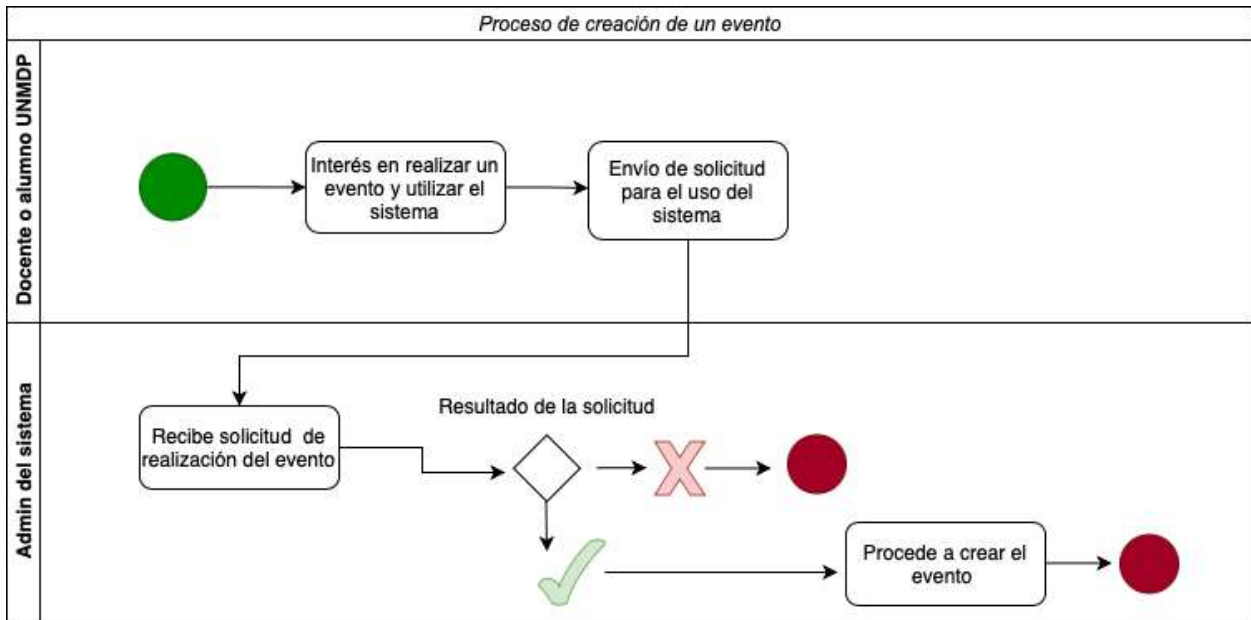 Proceso de creación de un evento
Docente o alumno UNMDP
Interés en realizar un
evento y utilizar el
sistema
Envío de solicitud
para el uso del
sistema
Admin del sistema
Recibe solicitud de
realización del evento
Resultado de la solicitud
Procede a crear el
evento